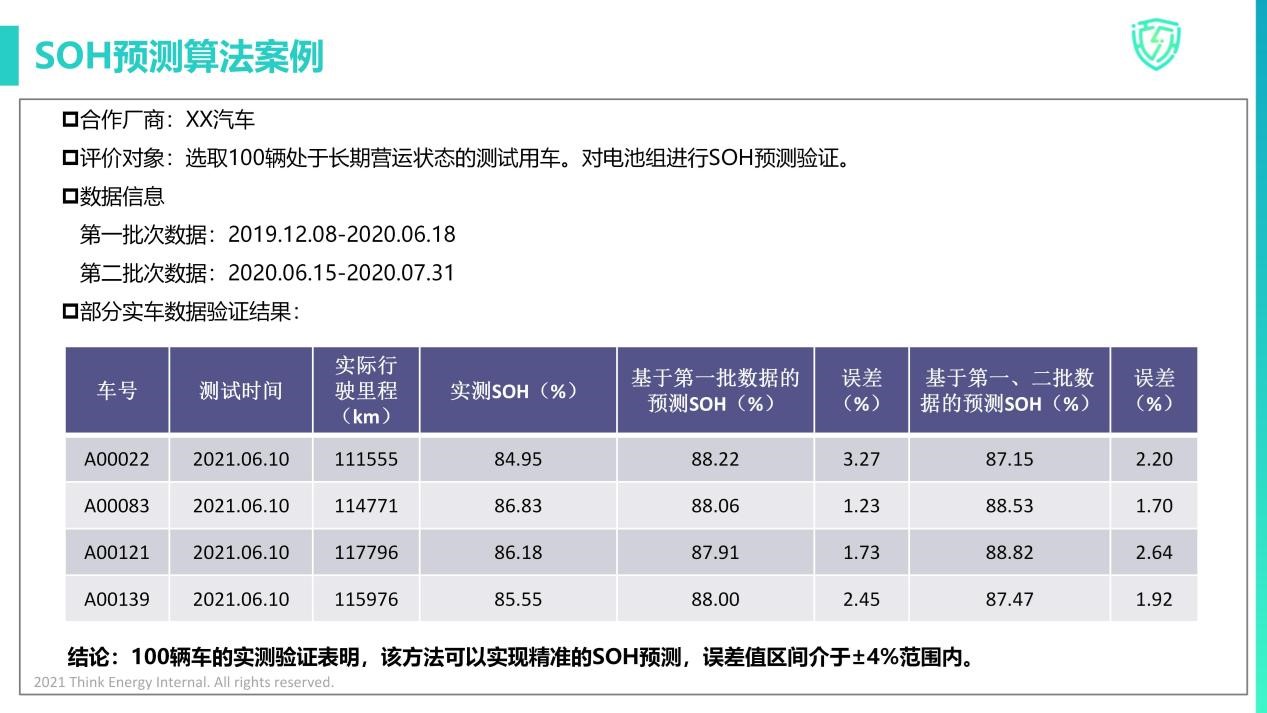 SOH预测算法案例
合作厂商：XX汽车
评价对象：选取100辆处于长期营运状态的测试用车。对电池组进行SOH预测验证。
数据信息
第一批次数据：2019.12.08-2020.06.18
第二批次数据：2020.06.15-2020.07.31
部分实车数据验证结果：
车号 测试时间 实际行驶里程（km） 实测SOH（%） 基于第一批数据的预测SOH（%） 误差（%） 基于第一、二批数据的预测SOH（%） 误差（%）
A00022 2021.06.10 111555 84.95 88.22 3.27 87.15 2.20
A00083 2021.06.10 114771 86.83 88.06 1.23 88.53 1.70
A00121 2021.06.10 117796 86.18 87.91 1.73 88.82 2.64
A00139 2021.06.10 115976 85.55 88.00 2.45 87.47 1.92
结论：100辆车的实测验证表明，该方法可以实现精准的SOH预测，误差值区间介于±4%范围内。
2021 Think Energy Internal. All rights reserved.